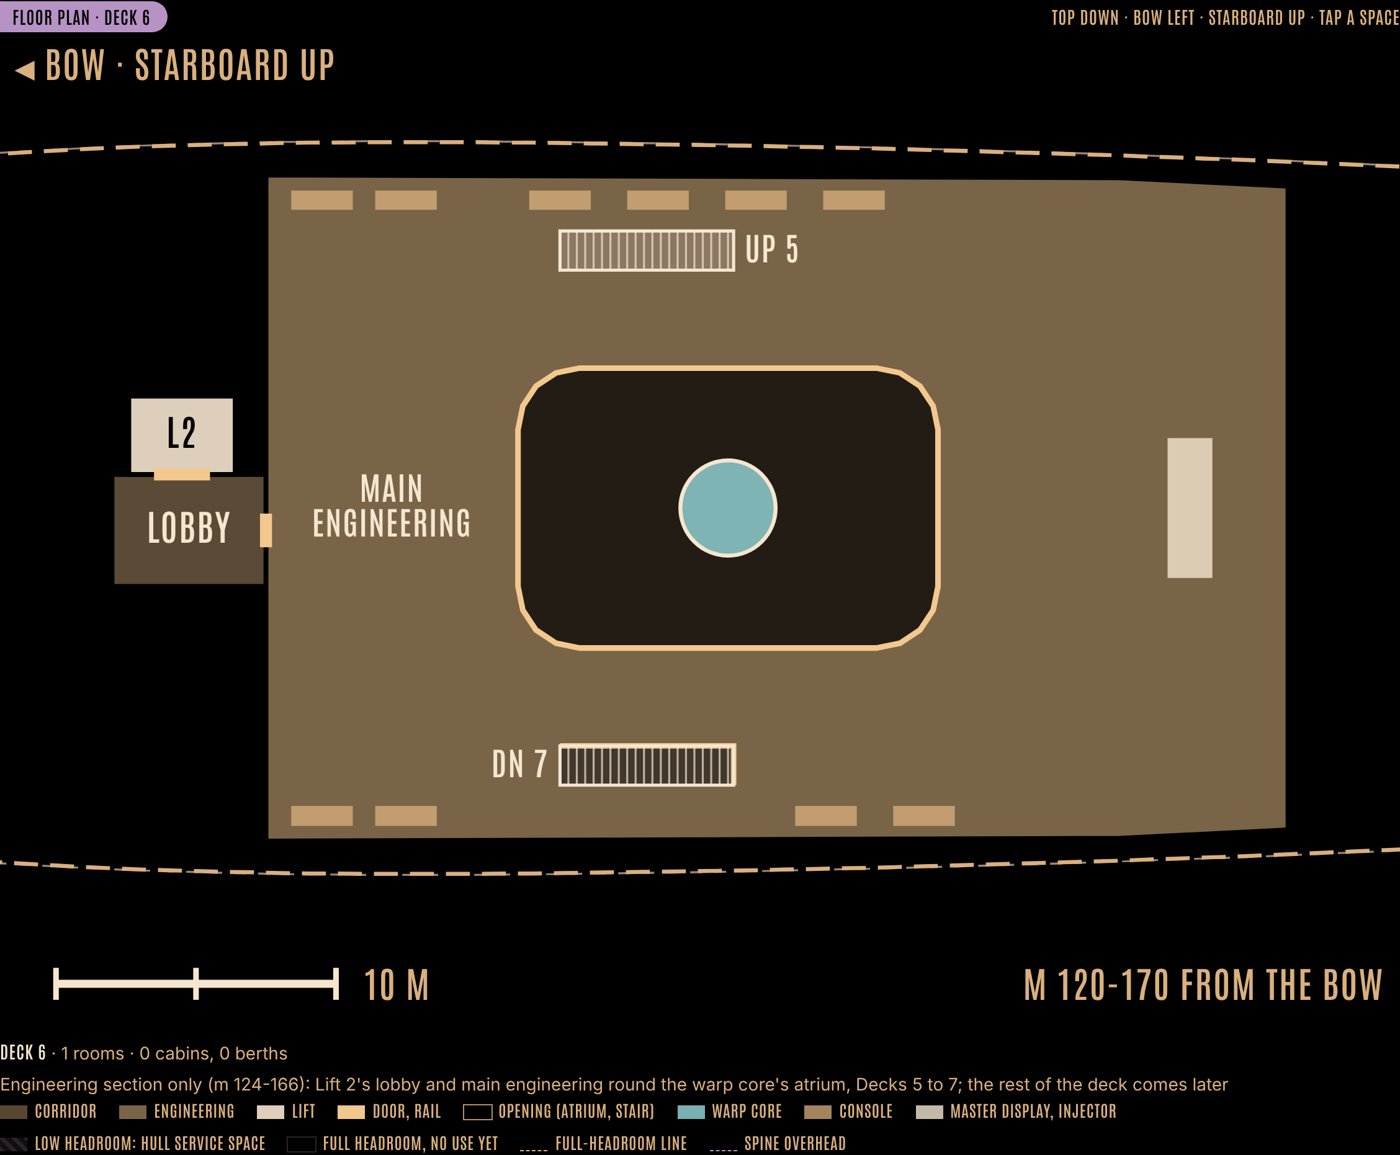 FLOOR PLAN · DECK 6
TOP DOWN · BOW LEFT · STARBOARD UP · TAP A SPACE
◀ BOW · STARBOARD UP
UP 5
L2
LOBBY
MAIN
ENGINEERING
DN 7
10 M
M 120-170 FROM THE BOW
DECK 6 · 1 rooms · 0 cabins, 0 berths
Engineering section only (m 124-166): Lift 2's lobby and main engineering round the warp core's atrium, Decks 5 to 7; the rest of the deck comes later
CORRIDOR ENGINEERING LIFT DOOR, RAIL OPENING (ATRIUM, STAIR) WARP CORE CONSOLE MASTER DISPLAY, INJECTOR
LOW HEADROOM: HULL SERVICE SPACE FULL HEADROOM, NO USE YET FULL-HEADROOM LINE SPINE OVERHEAD